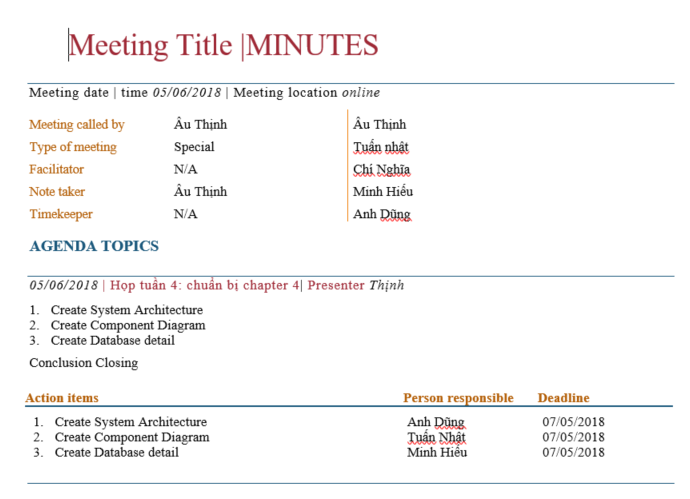 Meeting Title |MINUTES
Meeting date | time 05/06/2018 | Meeting location online
Meeting called by Âu Thịnh
Type of meeting Special
Facilitator N/A
Note taker Âu Thịnh
Timekeeper N/A
Âu Thịnh
Tuấn nhật
Chí Nghĩa
Minh Hiếu
Anh Dũng
AGENDA TOPICS
05/06/2018 | Họp tuần 4: chuẩn bị chapter 4| Presenter Thịnh
1. Create System Architecture
2. Create Component Diagram
3. Create Database detail
Conclusion Closing
Action items Person responsible Deadline
1. Create System Architecture Anh Dũng 07/05/2018
2. Create Component Diagram Tuấn Nhật 07/05/2018
3. Create Database detail Minh Hiếu 07/05/2018